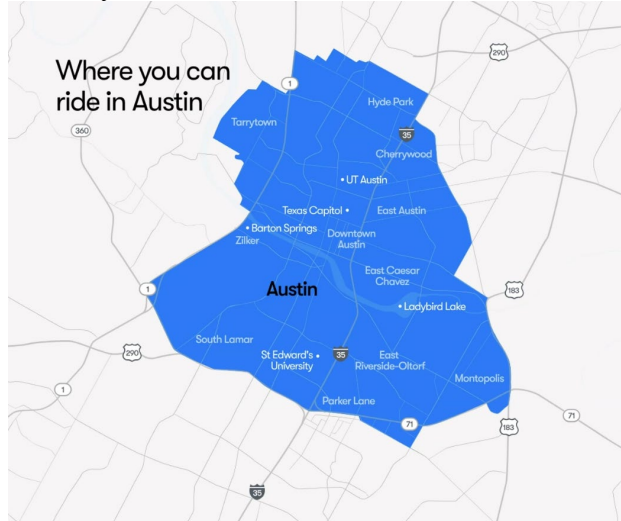 Where you can
ride in Austin
290
1
Hyde Park
360
Tarrytown
35
Cherrywood
UT Austin
Texas Capitol
East Austin
Barton Springs
Zilker
Downtown
Austin
East Caesar
Chavez
1
Austin
183
Ladybird Lake
South Lamar
290
St Edward's
University
35
East
Riverside-Oltorf
Montopolis
1
Parker Lane
71
71
183
35